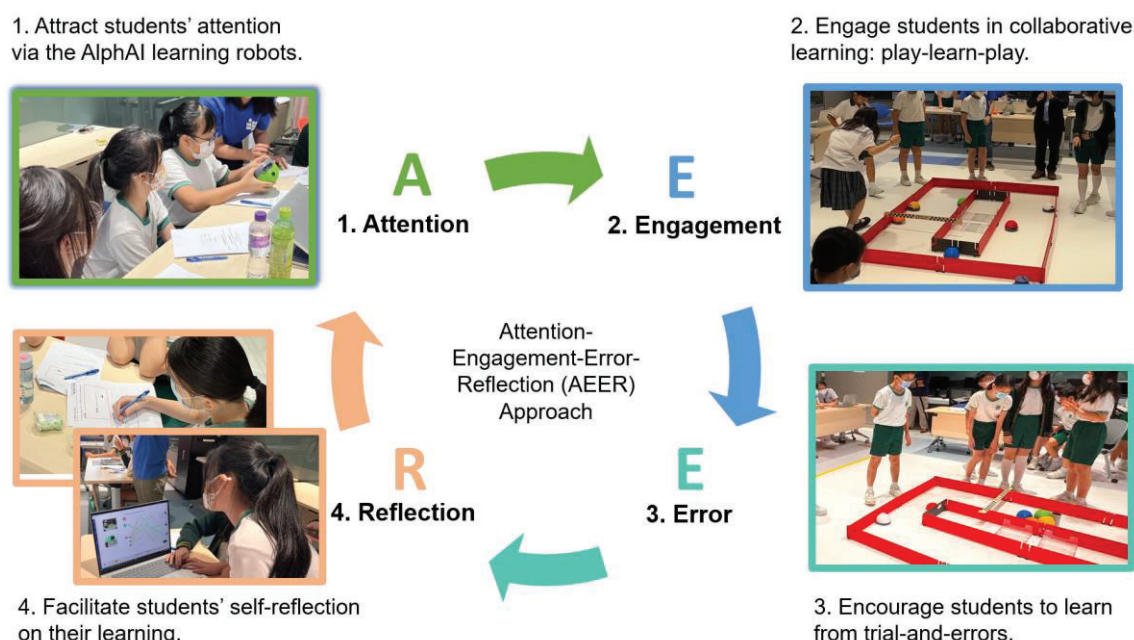 1. Attract students' attention
via the AlphAI learning robots.
2. Engage students in collaborative
learning: play-learn-play.
A
1. Attention
E
2. Engagement
Attention-
Engagement-Error-
Reflection (AEER)
Approach
R
4. Reflection
E
3. Error
4. Facilitate students' self-reflection
on their learning.
3. Encourage students to learn
from trial-and-errors.